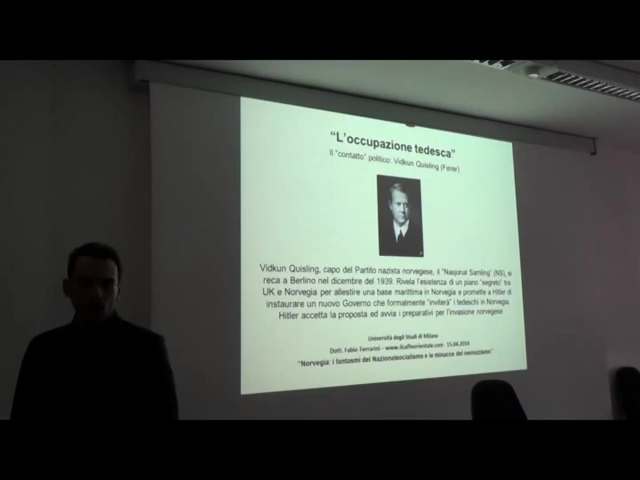 “L’occupazione tedesca”
Il “contatto” politico: Vidkun Quisling (Fører)
Vidkun Quisling, capo del Partito nazista norvegese, il “Nasjonal Samling” (NS), si
reca a Berlino nel dicembre del 1939. Rivela l’esistenza di un piano “segreto” tra
UK e Norvegia per allestire una base marittima in Norvegia e promette a Hitler di
instaurare un nuovo Governo che formalmente “inviterà” i tedeschi in Norvegia.
Hitler accetta la proposta ed avvia i preparativi per l’invasione norvegese
Università degli Studi di Milano
Dott. Fabio Ferrarini - www.ilcaffeorientale.com 15.04.2014
“Norvegia: i fantasmi del Nazionalsocialismo e le minacce del neonazismo”